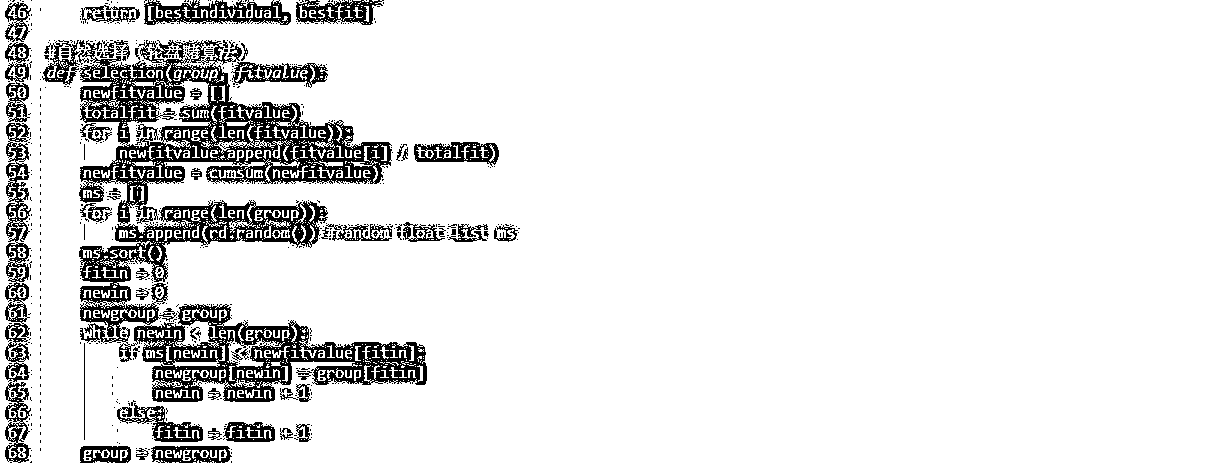 46 return [bestindividual, bestfit]
47
48 #自然选择（轮盘赌算法）
49 def selection(group, fitvalue):
50 newfitvalue = []
51 totalfit = sum(fitvalue)
52 for i in range(len(fitvalue)):
53 newfitvalue.append(fitvalue[i] // totalfit)
54 newfitvalue = cumsum(newfitvalue)
55 ms = []
56 for i in range(len(group)):
57 ms.append(rd.random()) #random float list ms
58 ms.sort()
59 fitin = 0
60 newin = 0
61 newgroup = group
62 while newin < len(group):
63 if ms[newin] < newfitvalue[fitin]:
64 newgroup[newin] = group[fitin]
65 newin = newin + 1
66 else:
67 fitin = fitin + 1
68 group = newgroup